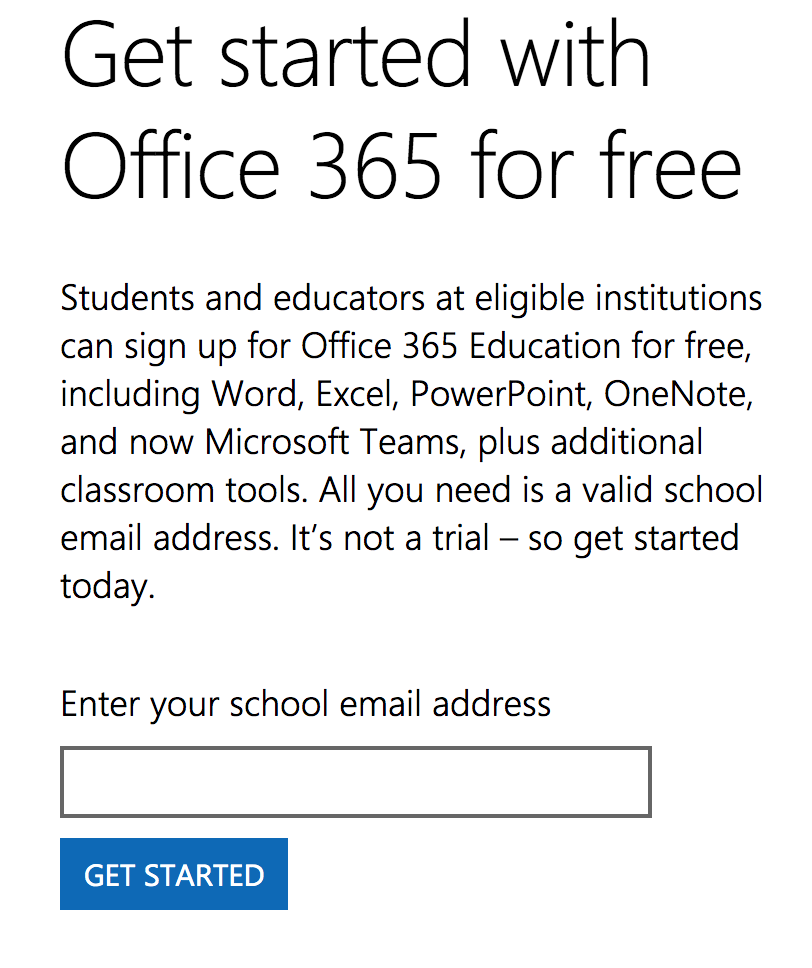 Get started with
Office 365 for free
Students and educators at eligible institutions
can sign up for Office 365 Education for free,
including Word, Excel, PowerPoint, OneNote,
and now Microsoft Teams, plus additional
classroom tools. All you need is a valid school
email address. It’s not a trial – so get started
today.
Enter your school email address
GET STARTED